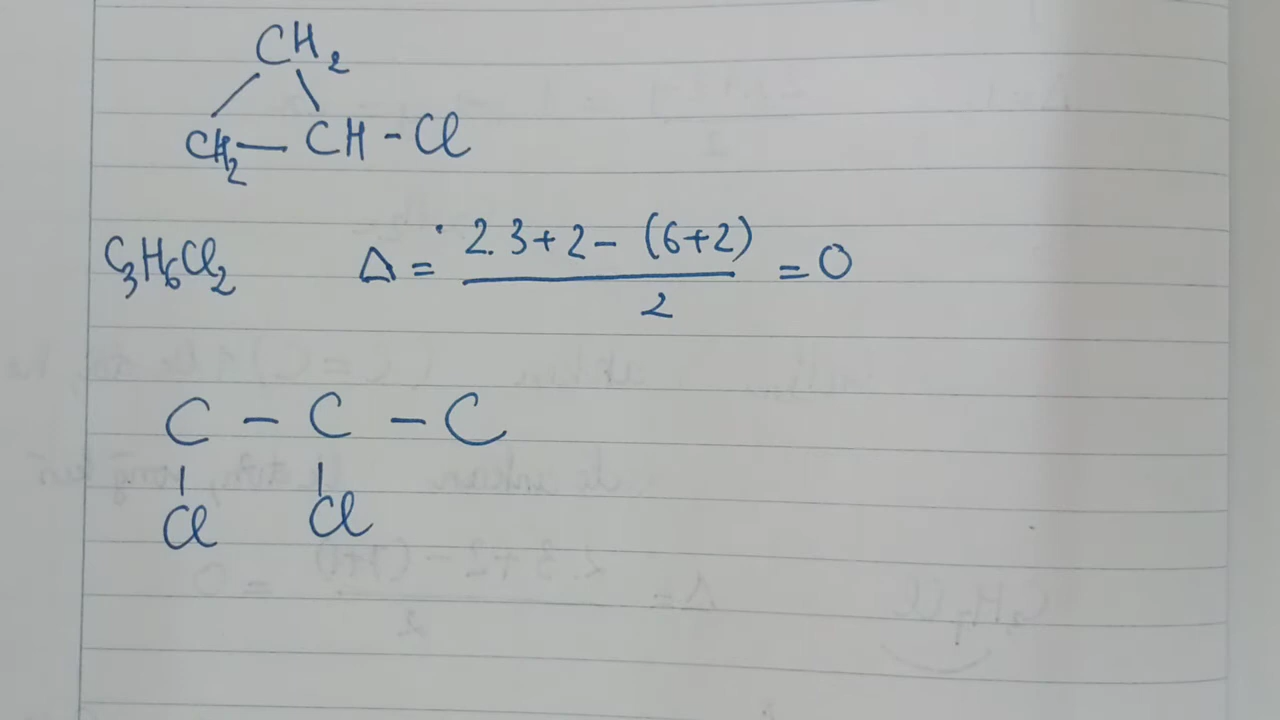 CH₂
CH₂ — CH - Cl
C₃H₆Cl₂ Δ = (2.3+2-(6+2))/2 = 0
C - C - C
Cl Cl